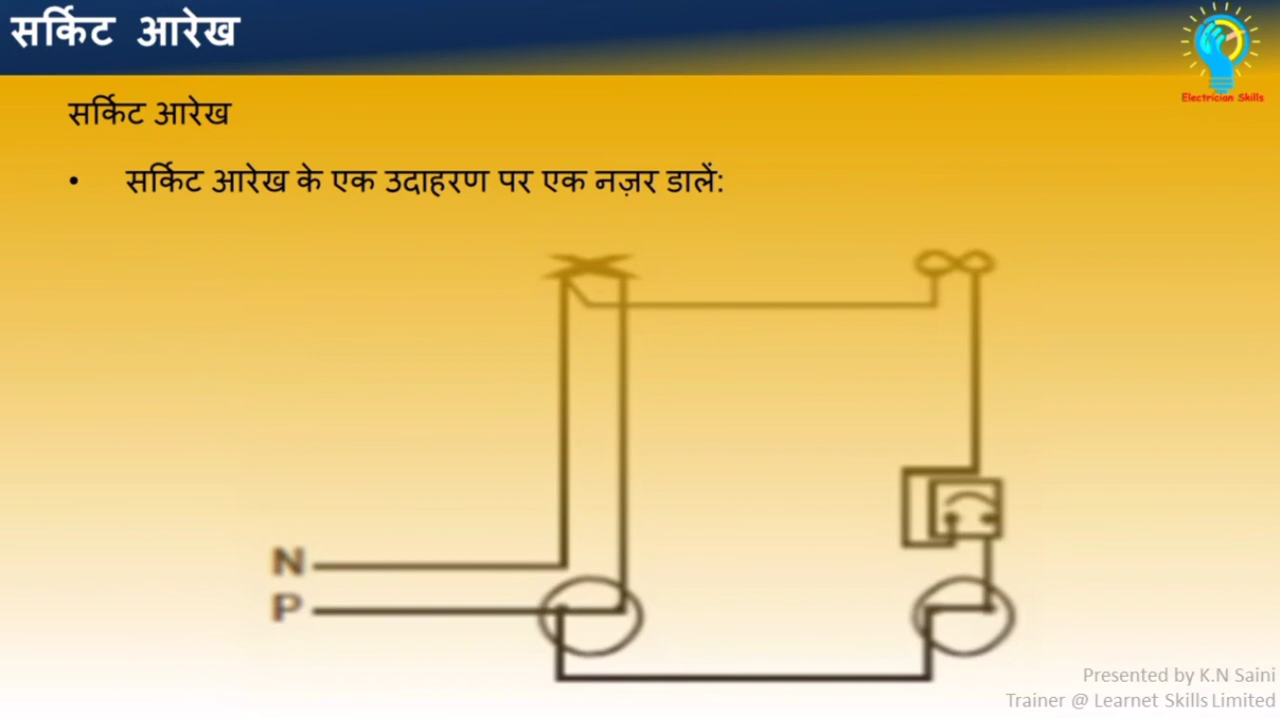 सर्किट आरेख
Electrician Skills
सर्किट आरेख
• सर्किट आरेख के एक उदाहरण पर एक नज़र डालें:
N
P
Presented by K.N Saini
Trainer @ Learnet Skills Limited